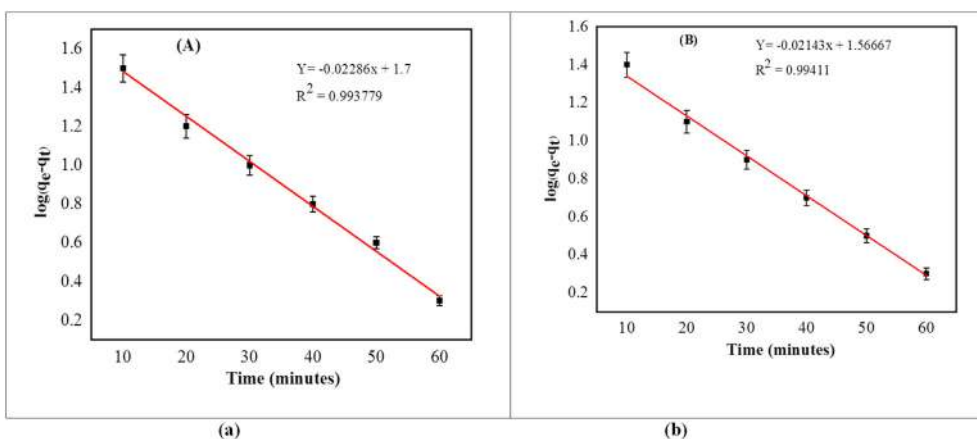 (A)
Y= -0.02286x + 1.7
R2 = 0.993779
log(qe-qt)
1.6
1.4
1.2
1.0
0.8
0.6
0.4
0.2
10 20 30 40 50 60
Time (minutes)
(a)
(B)
Y= -0.02143x + 1.56667
R2 = 0.99411
log(qe-qt)
1.6
1.4
1.2
1.0
0.8
0.6
0.4
0.2
10 20 30 40 50 60
Time (minutes)
(b)